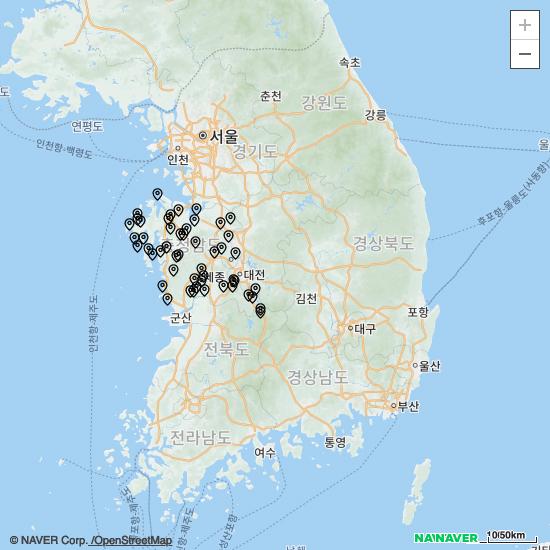 +
−
속초
춘천
강원도
강릉
연평도
서울
인천
경기도
인천항-백령도
후포항-울릉도(사동항)
경상북도
세종
대전
김천
인천항-제주도
군산
포항
대구
전라북도
울산
경상남도
부산
전라남도
여수
통영
© NAVER Corp. /OpenStreetMap
NAVER
10/50km